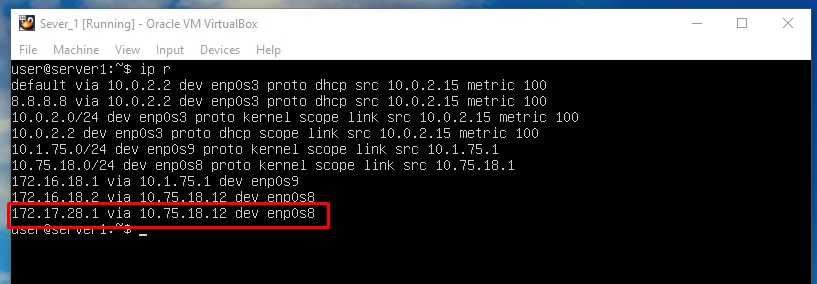 Sever_1 [Running] - Oracle VM VirtualBox
File Machine View Input Devices Help
user@server1:~$ ip r
default via 10.0.2.2 dev enp0s3 proto dhcp src 10.0.2.15 metric 100
8.8.8.8 via 10.0.2.2 dev enp0s3 proto dhcp src 10.0.2.15 metric 100
10.0.2.0/24 dev enp0s3 proto kernel scope link src 10.0.2.15 metric 100
10.0.2.2 dev enp0s3 proto dhcp scope link src 10.0.2.15 metric 100
10.1.75.0/24 dev enp0s9 proto kernel scope link src 10.1.75.1
10.75.18.0/24 dev enp0s8 proto kernel scope link src 10.75.18.1
172.16.18.1 via 10.1.75.1 dev enp0s9
172.16.18.2 via 10.75.18.12 dev enp0s8
172.17.28.1 via 10.75.18.12 dev enp0s8
user@server1:~$ _